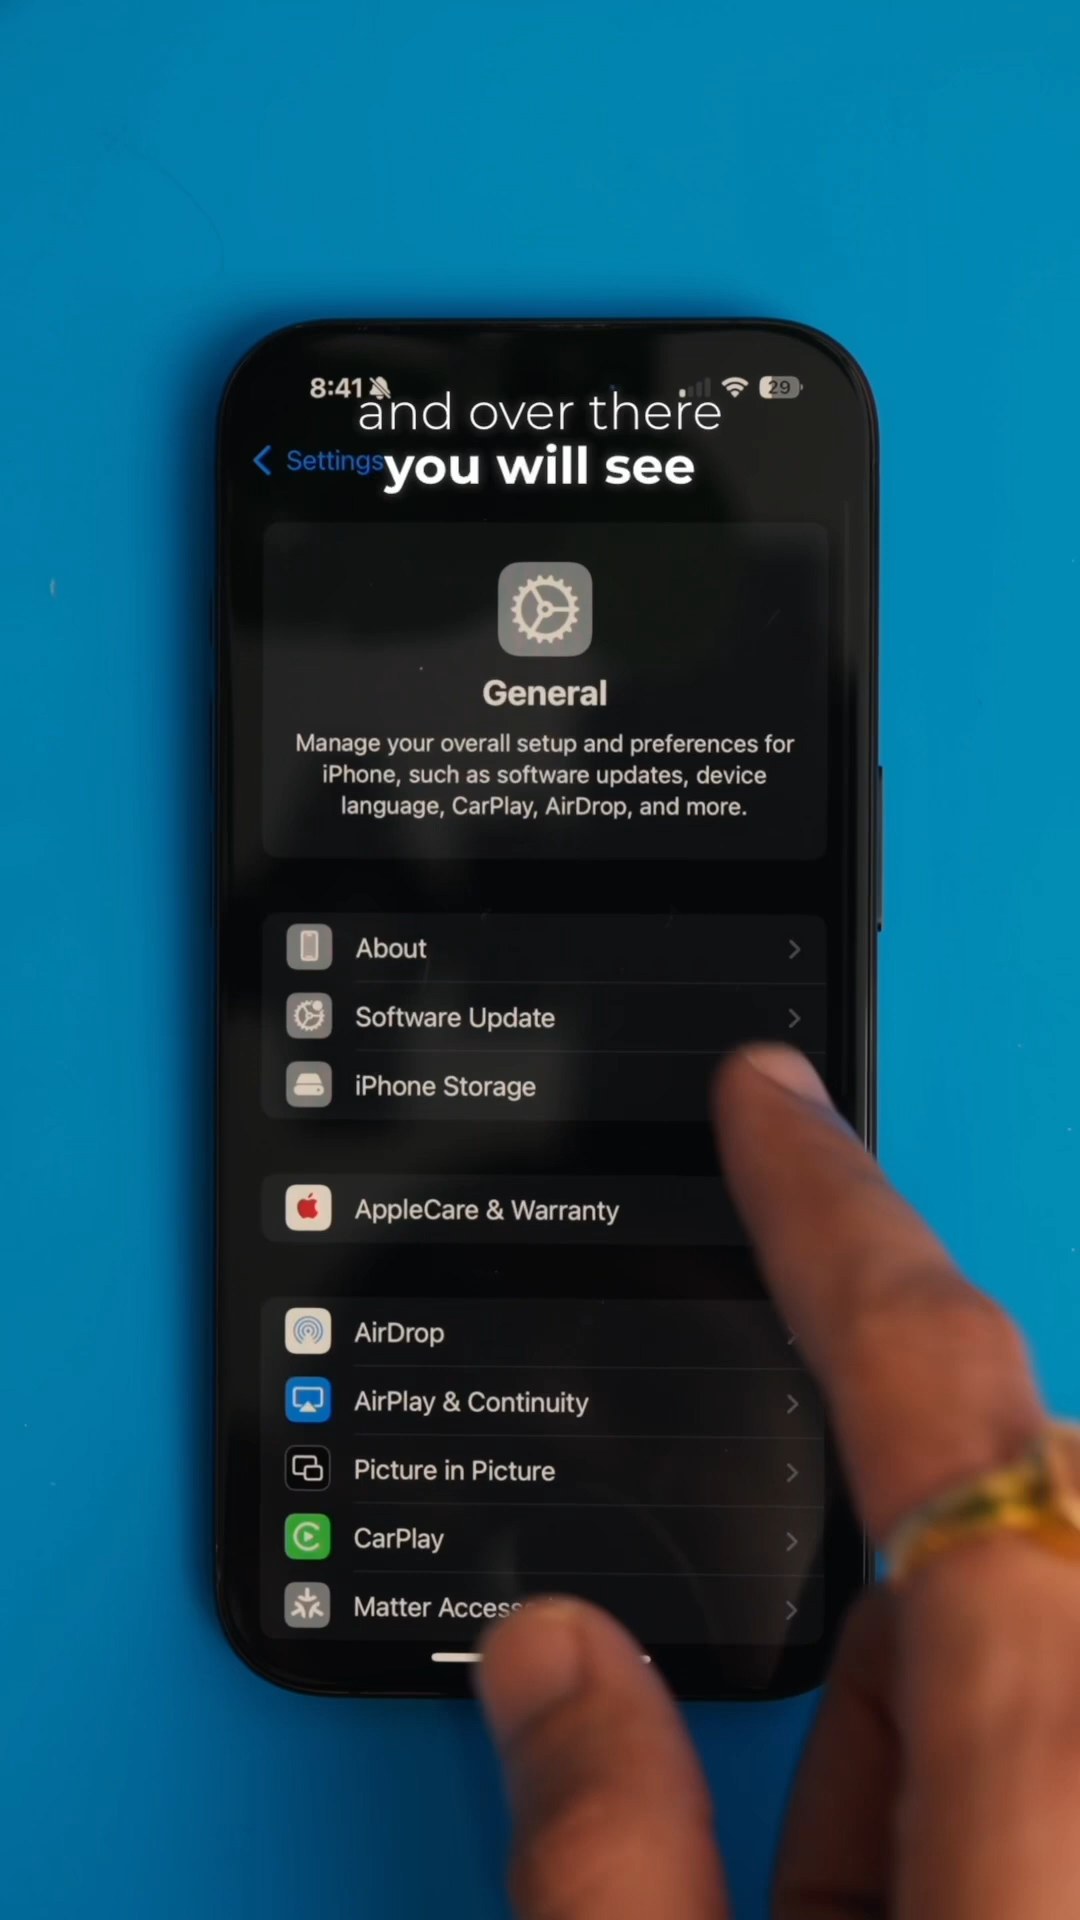 8:41
29
and over there
Settings
you will see
General
Manage your overall setup and preferences for
iPhone, such as software updates, device
language, CarPlay, AirDrop, and more.
About
Software Update
iPhone Storage
AppleCare & Warranty
AirDrop
AirPlay & Continuity
Picture in Picture
CarPlay
Matter